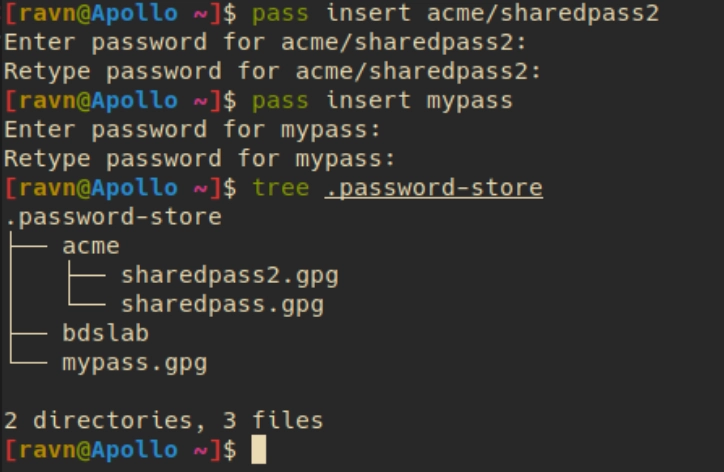 [ravn@Apollo ~]$ pass insert acme/sharedpass2
Enter password for acme/sharedpass2:
Retype password for acme/sharedpass2:
[ravn@Apollo ~]$ pass insert mypass
Enter password for mypass:
Retype password for mypass:
[ravn@Apollo ~]$ tree .password-store
.password-store
├── acme
│   ├── sharedpass2.gpg
│   └── sharedpass.gpg
├── bdslab
└── mypass.gpg
2 directories, 3 files
[ravn@Apollo ~]$